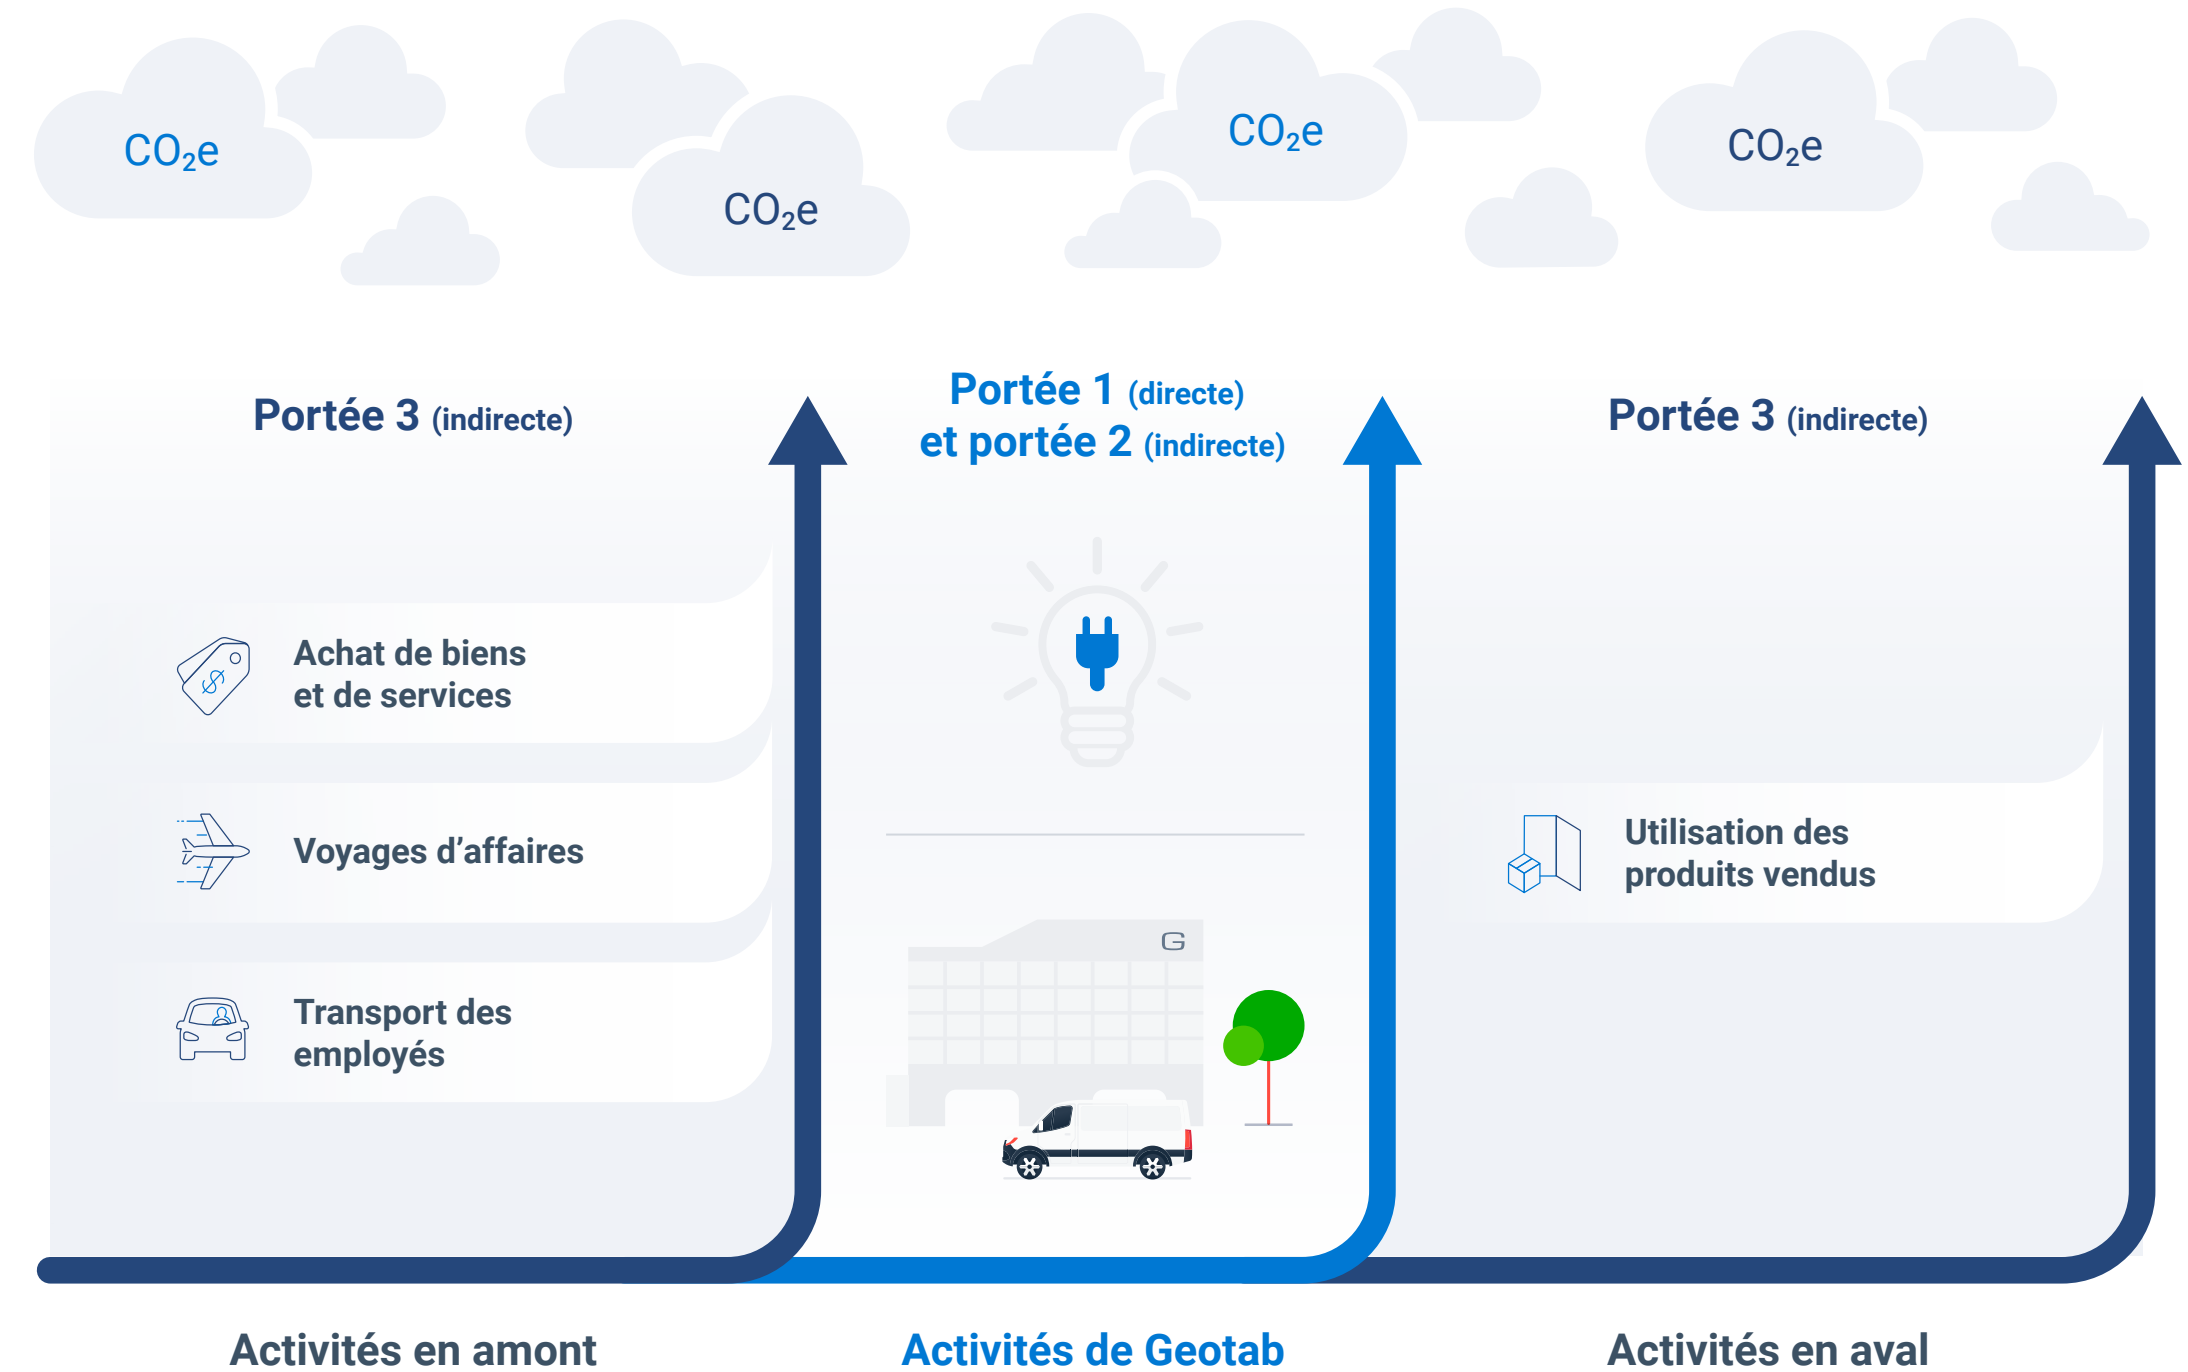 CO₂e
CO₂e
CO₂e
CO₂e
Portée 3 (indirecte)
Achat de biens
et de services
Voyages d’affaires
Transport des
employés
Activités en amont
Portée 1 (directe)
et portée 2 (indirecte)
G
Activités de Geotab
Portée 3 (indirecte)
Utilisation des
produits vendus
Activités en aval